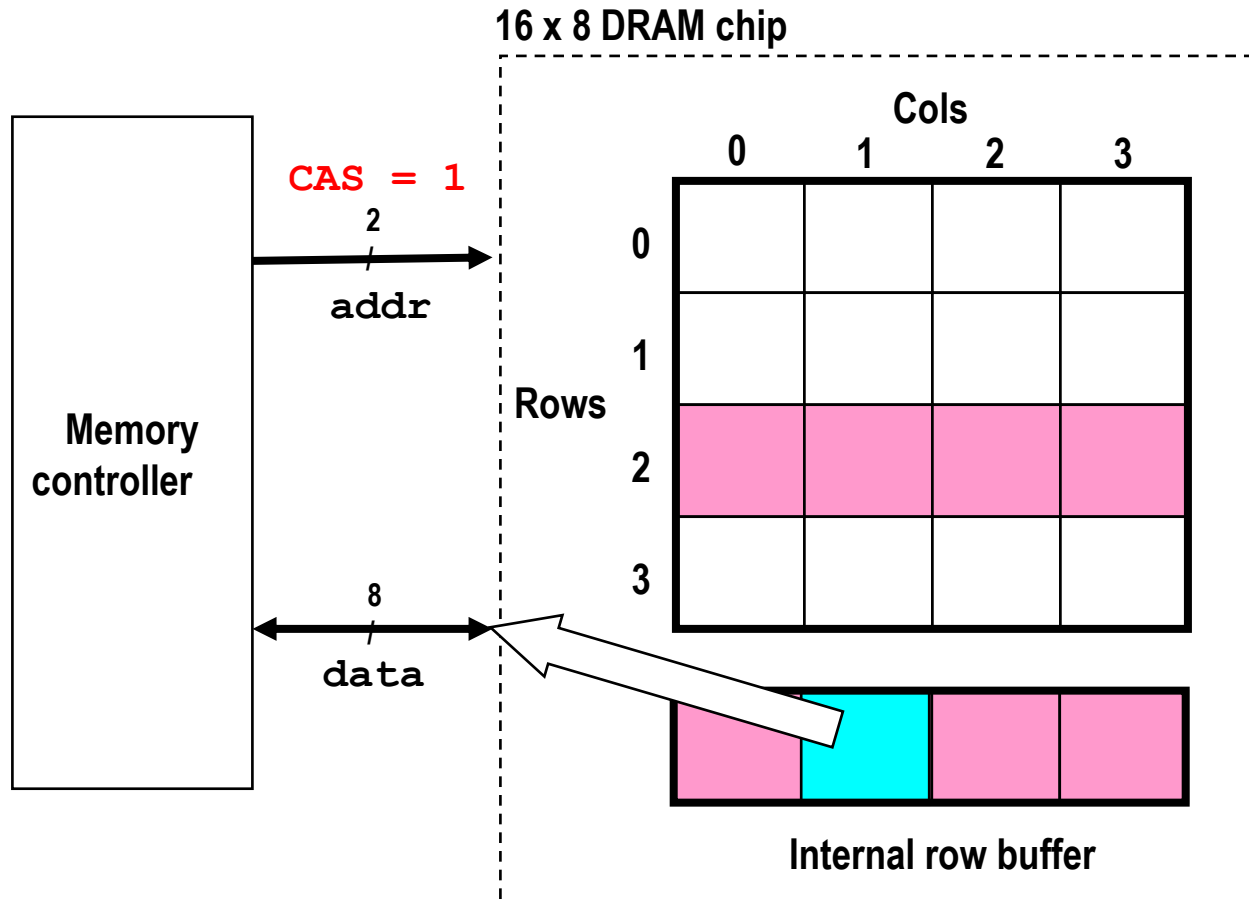 16 x 8 DRAM chip
Cols
0 1 2 3
CAS = 1
2
addr
0
1
Rows
2
3
Memory
controller
8
data
Internal row buffer